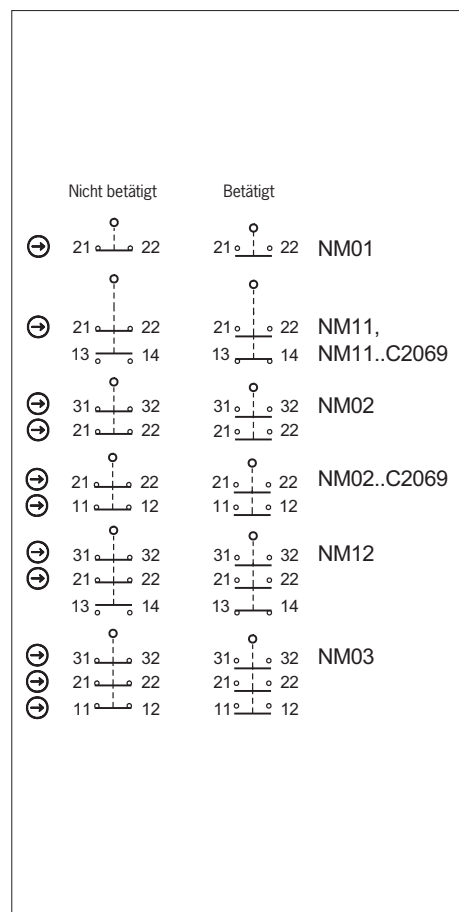 Nicht betätigt Betätigt
21 22 21 22 NM01
21 22 21 22 NM11,
13 14 13 14 NM11..C2069
31 32 31 32 NM02
21 22 21 22
21 22 21 22 NM02..C2069
11 12 11 12
31 32 31 32 NM12
21 22 21 22
13 14 13 14
31 32 31 32 NM03
21 22 21 22
11 12 11 12